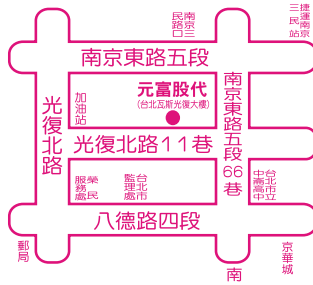 捷運南京
三民站
南京三
民路口
南京東路五段
元富股代
(台北瓦斯光復大樓)
加油站
光復北路
南京東路五段66巷
光復北路11巷
榮民
服務處
台北市
監理處
台北市立
中崙高中
八德路四段
郵局
京華城
南